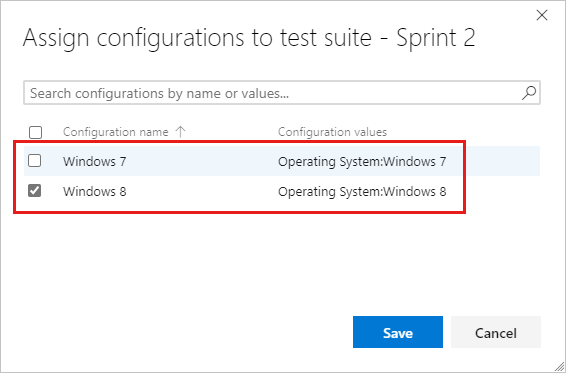 Assign configurations to test suite - Sprint 2
Search configurations by name or values...
Configuration name Configuration values
Windows 7 Operating System:Windows 7
Windows 8 Operating System:Windows 8
Save Cancel